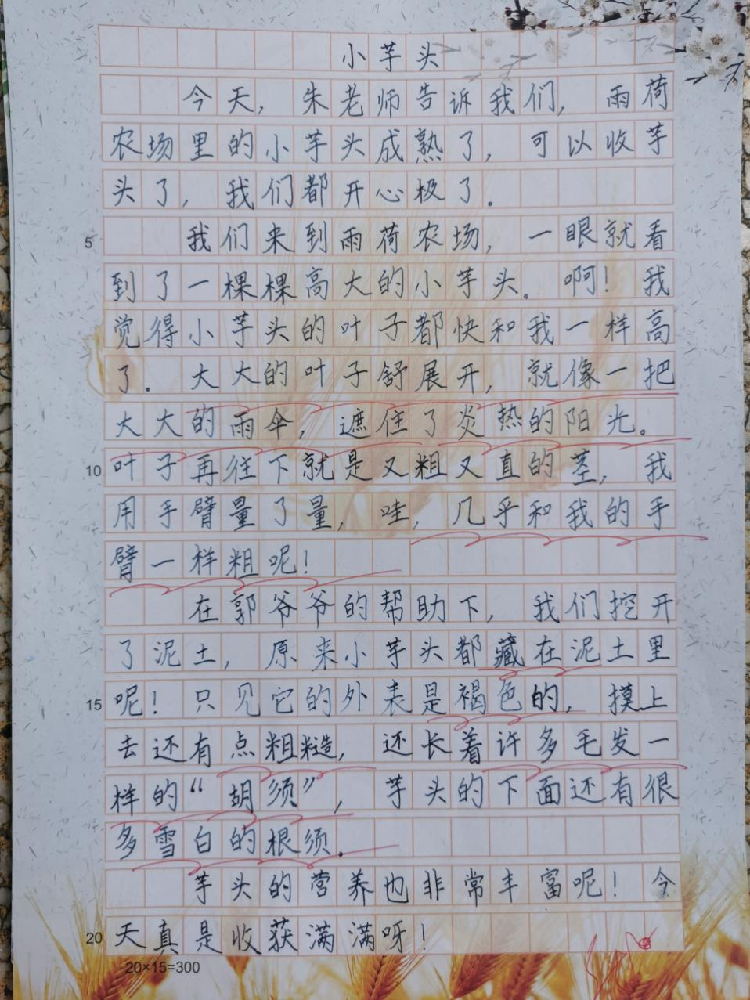 小芋头
今天，朱老师告诉我们，雨荷
农场里的小芋头成熟了，可以收芋
头了，我们都开心极了。
5 我们来到雨荷农场，一眼就看
到了一棵棵高大的小芋头。啊！我
觉得小芋头的叶子都快和我一样高
了。大大的叶子舒展开，就像一把
大大的雨伞，遮住了炎热的阳光。
10 叶子再往下就是又粗又直的茎，我
用手臂量了量，哇，几乎和我的手
臂一样粗呢！
在郭爷爷的帮助下，我们挖开
了泥土，原来小芋头都藏在泥土里
15 呢！只见它的外表是褐色的，摸上
去还有点粗糙，还长着许多毛发一
样的“胡须”，芋头的下面还有很
多雪白的根须。
芋头的营养也非常丰富呢！今
20 天真是收获满满呀！
20×15=300